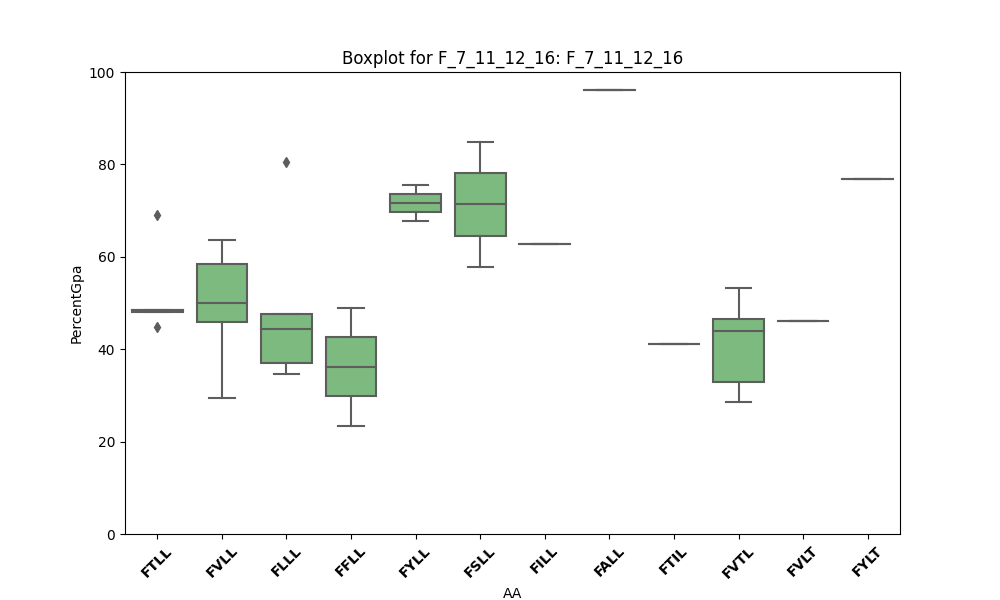 Boxplot for F_7_11_12_16: F_7_11_12_16
PercentGpa
100
80
60
40
20
0
FTLL FVLL FLLL FFLL FYLL FSLL FILL FALL FTIL FVTL FVLT FYLT
AA